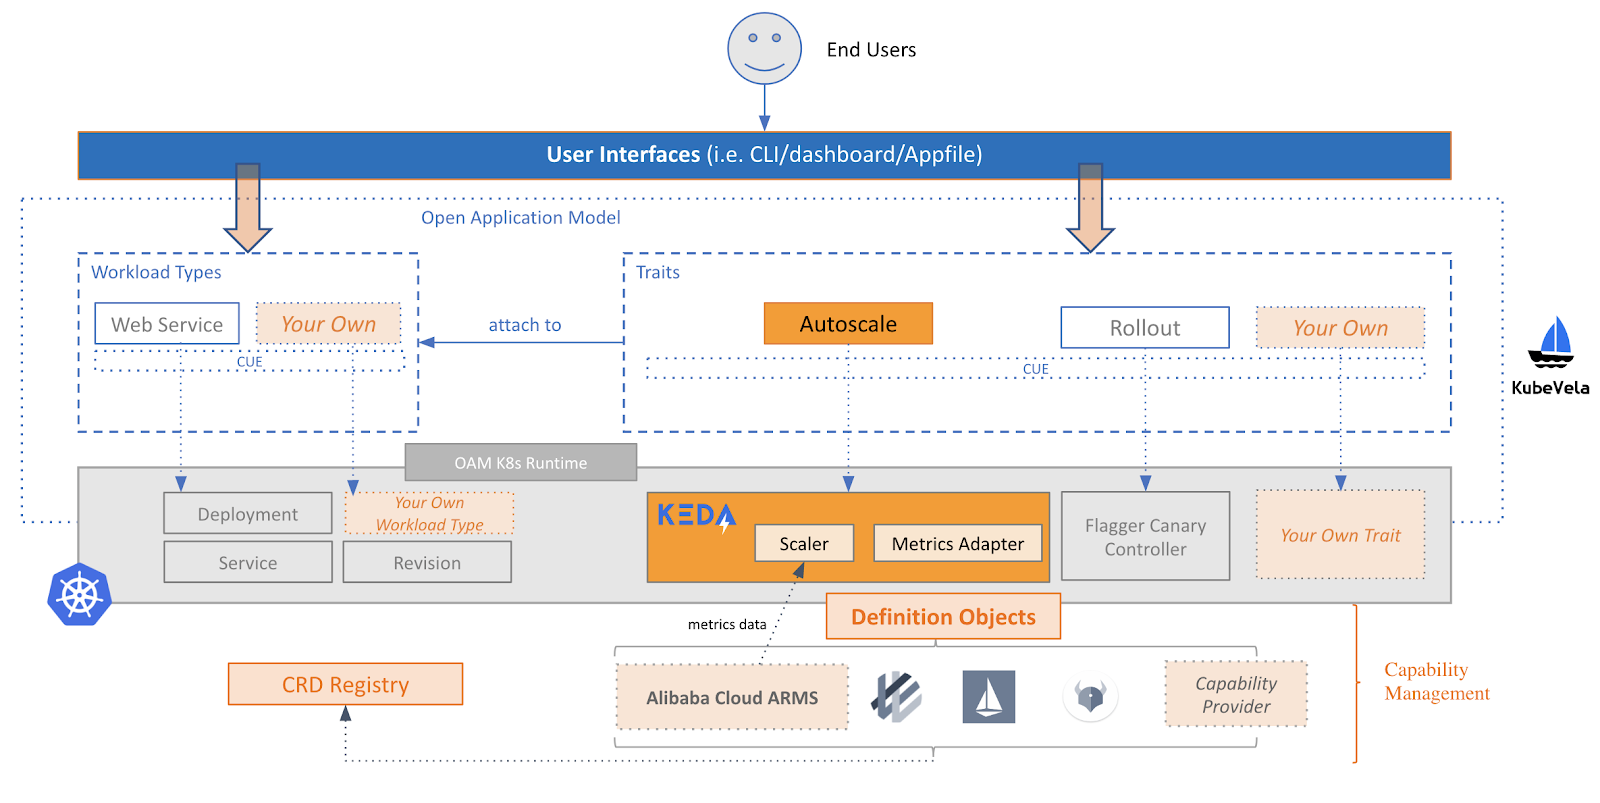 End Users
User Interfaces (i.e. CLI/dashboard/Appfile)
Open Application Model
Workload Types
Web Service
Your Own
CUE
attach to
Traits
Autoscale
Rollout
Your Own
CUE
KubeVela
OAM K8s Runtime
Deployment
Your Own
Workload Type
Service
Revision
KEDA
Scaler
Metrics Adapter
Flagger Canary
Controller
Your Own Trait
Definition Objects
metrics data
CRD Registry
Alibaba Cloud ARMS
Capability
Provider
Capability
Management